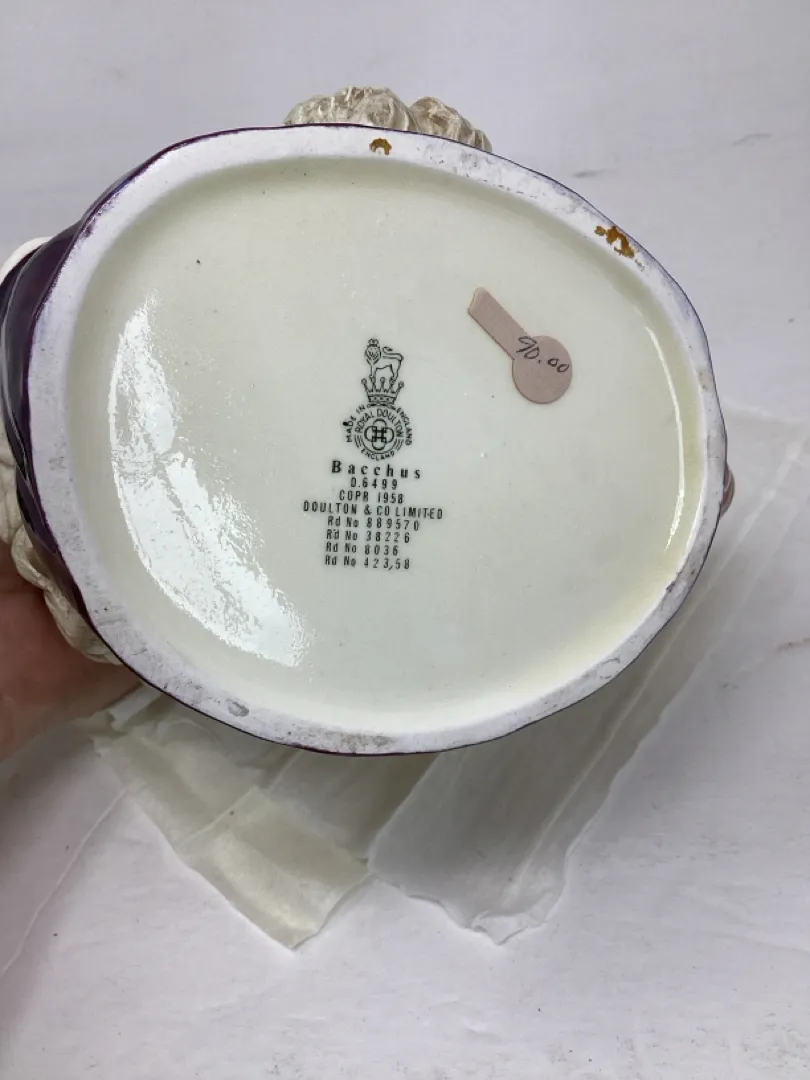 MADE IN ENGLAND
ROYAL DOULTON
ENGLAND
Bacchus
D.6499
COPR 1958
DOULTON & CO LIMITED
Rd No 889570
Rd No 38226
Rd No 8036
Rd No 423,58
90.00